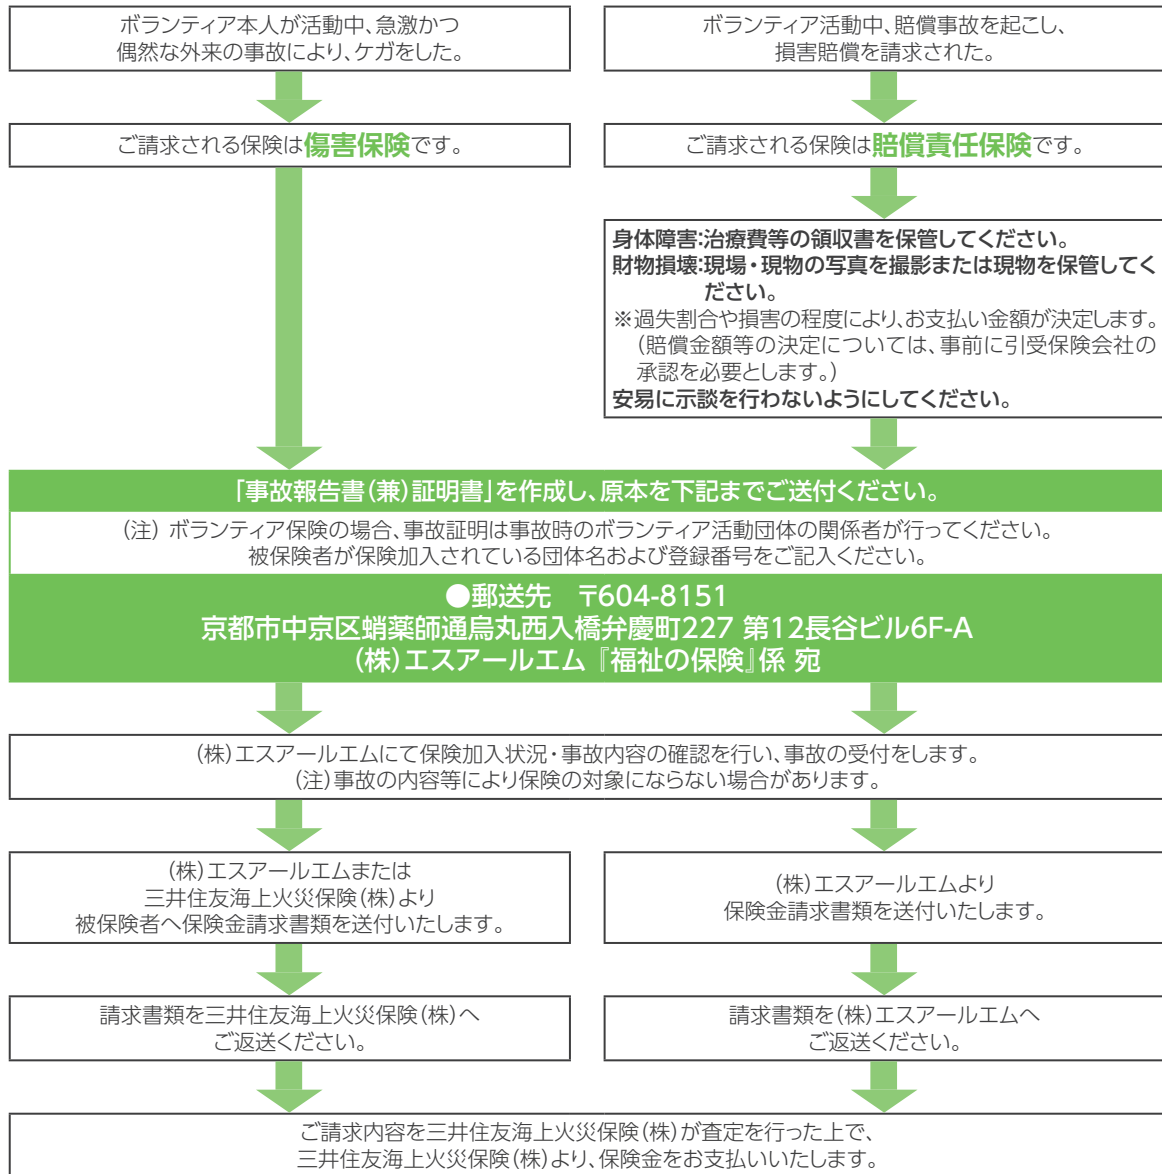 ボランティア本人が活動中、急激かつ
偶然な外来の事故により、ケガをした。
ボランティア活動中、賠償事故を起こし、
損害賠償を請求された。
ご請求される保険は傷害保険です。
ご請求される保険は賠償責任保険です。
身体障害:治療費等の領収書を保管してください。
財物損壊:現場・現物の写真を撮影または現物を保管してく
ださい。
※過失割合や損害の程度により、お支払い金額が決定します。
(賠償金額等の決定については、事前に引受保険会社の
承認を必要とします。)
安易に示談を行わないようにしてください。
「事故報告書(兼)証明書」を作成し、原本を下記までご送付ください。
(注) ボランティア保険の場合、事故証明は事故時のボランティア活動団体の関係者が行ってください。
被保険者が保険加入されている団体名および登録番号をご記入ください。
●郵送先　〒604-8151
京都市中京区蛸薬師通烏丸西入橋弁慶町227 第12長谷ビル6F-A
(株)エスアールエム『福祉の保険』係 宛
(株)エスアールエムにて保険加入状況・事故内容の確認を行い、事故の受付をします。
(注)事故の内容等により保険の対象にならない場合があります。
(株)エスアールエムまたは
三井住友海上火災保険(株)より
被保険者へ保険金請求書類を送付いたします。
(株)エスアールエムより
保険金請求書類を送付いたします。
請求書類を三井住友海上火災保険(株)へ
ご返送ください。
請求書類を(株)エスアールエムへ
ご返送ください。
ご請求内容を三井住友海上火災保険(株)が査定を行った上で、
三井住友海上火災保険(株)より、保険金をお支払いいたします。